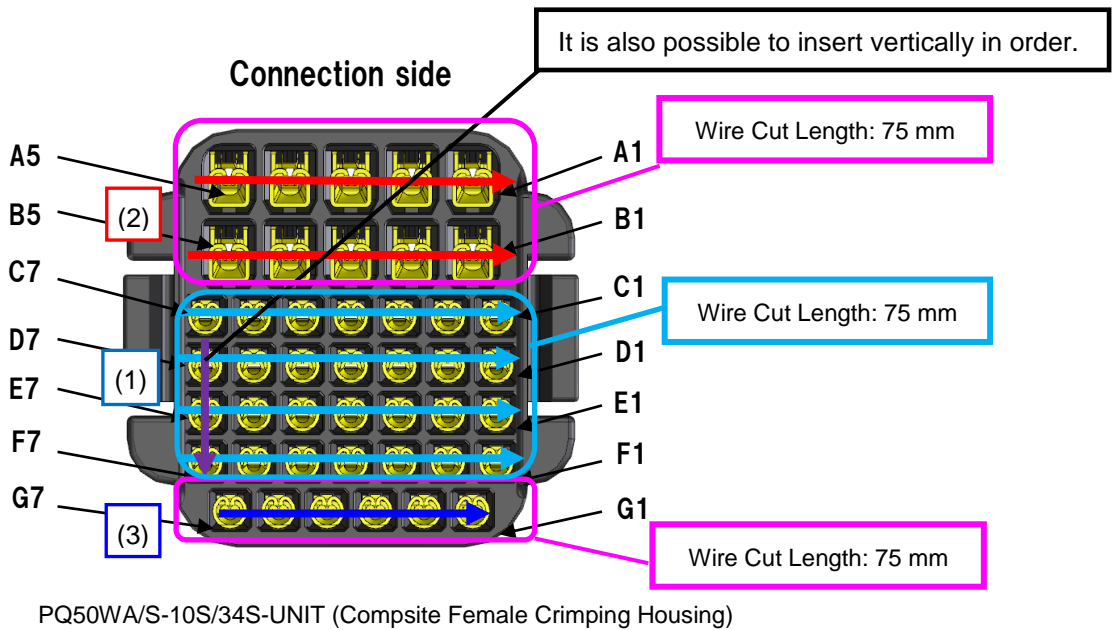 It is also possible to insert vertically in order.
Connection side
Wire Cut Length: 75 mm
A5
A1
B5
(2)
B1
C7
C1
Wire Cut Length: 75 mm
D7
D1
(1)
E7
E1
F7
F1
G7
G1
(3)
Wire Cut Length: 75 mm
PQ50WA/S-10S/34S-UNIT (Compsite Female Crimping Housing)